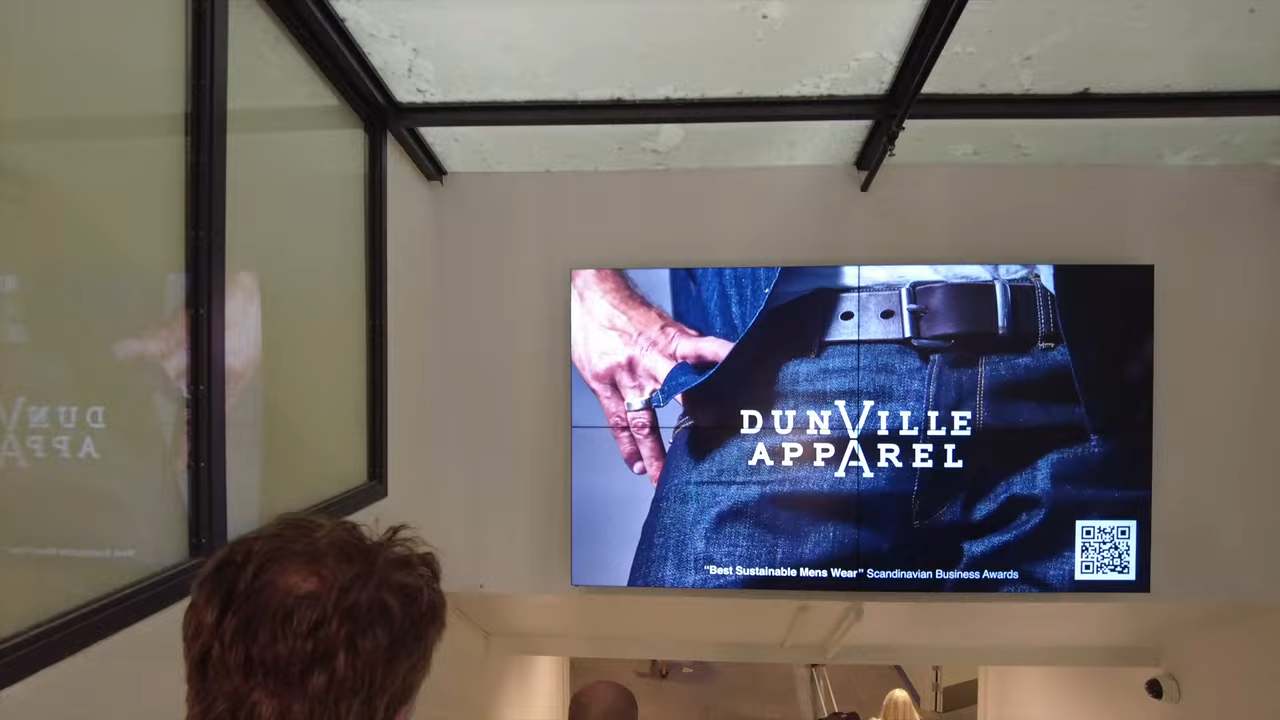 DUNVILLE
APPAREL
“Best Sustainable Mens Wear” Scandinavian Business Awards